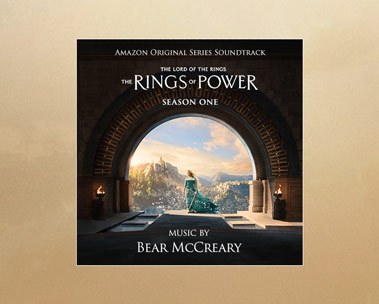 AMAZON ORIGINAL SERIES SOUNDTRACK
THE LORD OF THE RINGS
THE RINGS OF POWER
SEASON ONE
MUSIC BY
BEAR MCCREARY